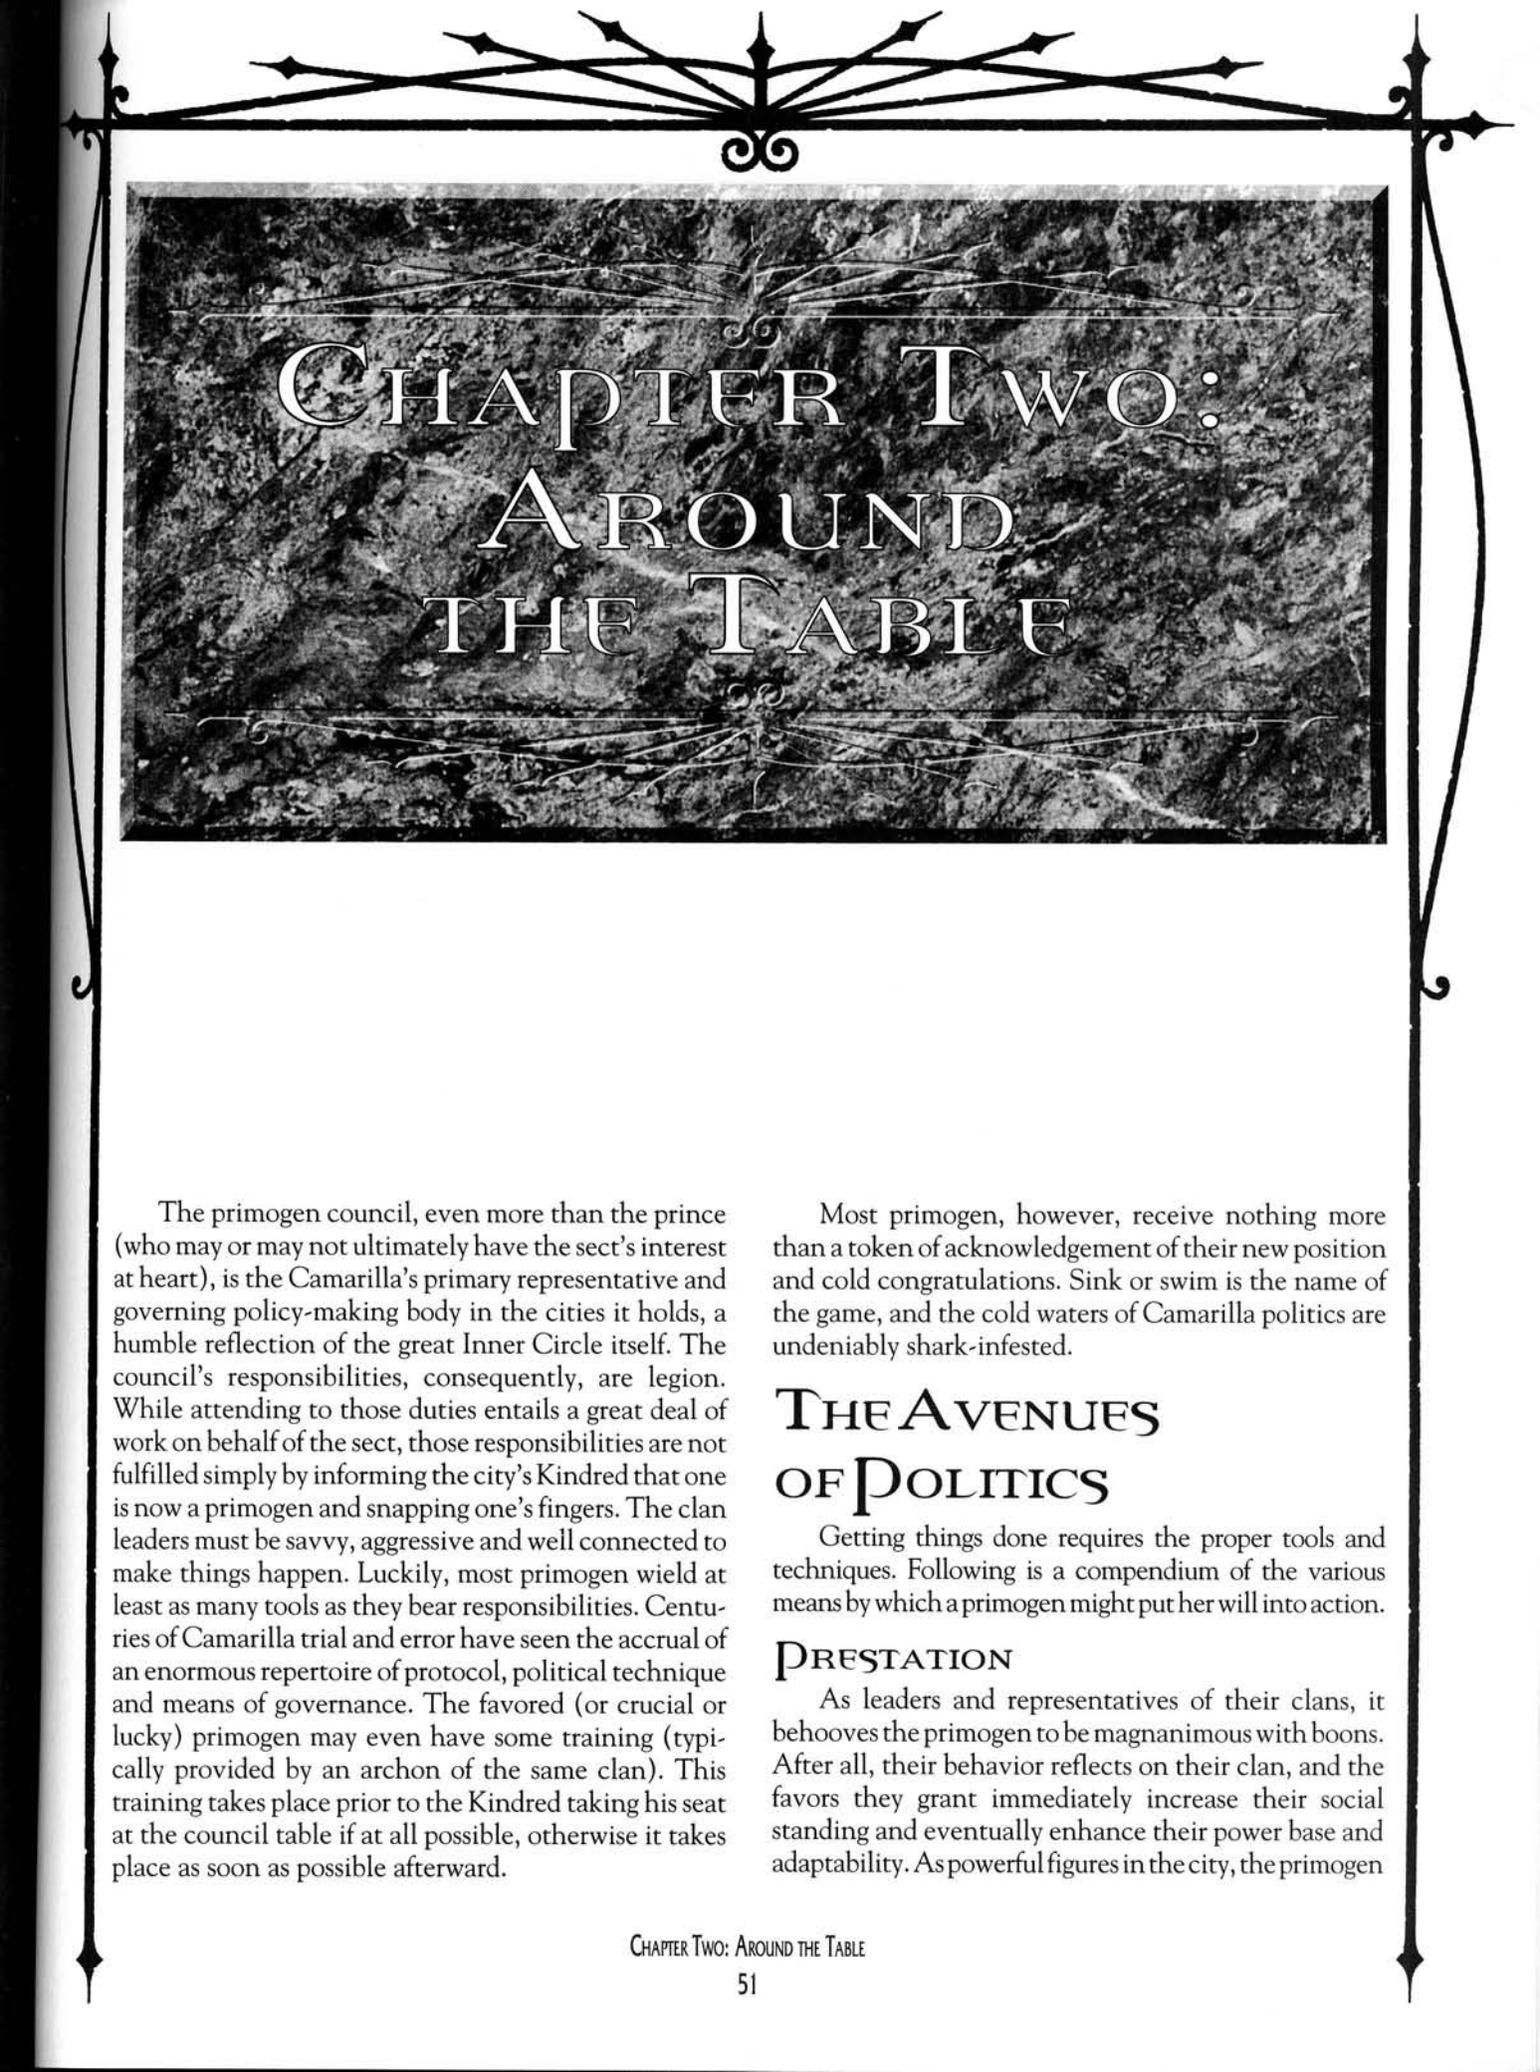 Chapter Two:
Around
the Table
The primogen council, even more than the prince
(who may or may not ultimately have the sect's interest
at heart), is the Camarilla's primary representative and
governing policy-making body in the cities it holds, a
humble reflection of the great Inner Circle itself. The
council's responsibilities, consequently, are legion.
While attending to those duties entails a great deal of
work on behalf of the sect, those responsibilities are not
fulfilled simply by informing the city's Kindred that one
is now a primogen and snapping one's fingers. The clan
leaders must be savvy, aggressive and well connected to
make things happen. Luckily, most primogen wield at
least as many tools as they bear responsibilities. Centu-
ries of Camarilla trial and error have seen the accrual of
an enormous repertoire of protocol, political technique
and means of governance. The favored (or crucial or
lucky) primogen may even have some training (typi-
cally provided by an archon of the same clan). This
training takes place prior to the Kindred taking his seat
at the council table if at all possible, otherwise it takes
place as soon as possible afterward.
Most primogen, however, receive nothing more
than a token of acknowledgement of their new position
and cold congratulations. Sink or swim is the name of
the game, and the cold waters of Camarilla politics are
undeniably shark-infested.
The Avenues
of Politics
Getting things done requires the proper tools and
techniques. Following is a compendium of the various
means by which a primogen might put her will into action.
Prestation
As leaders and representatives of their clans, it
behooves the primogen to be magnanimous with boons.
After all, their behavior reflects on their clan, and the
favors they grant immediately increase their social
standing and eventually enhance their power base and
adaptability. As powerful figures in the city, the primogen
Chapter Two: Around the Table
51